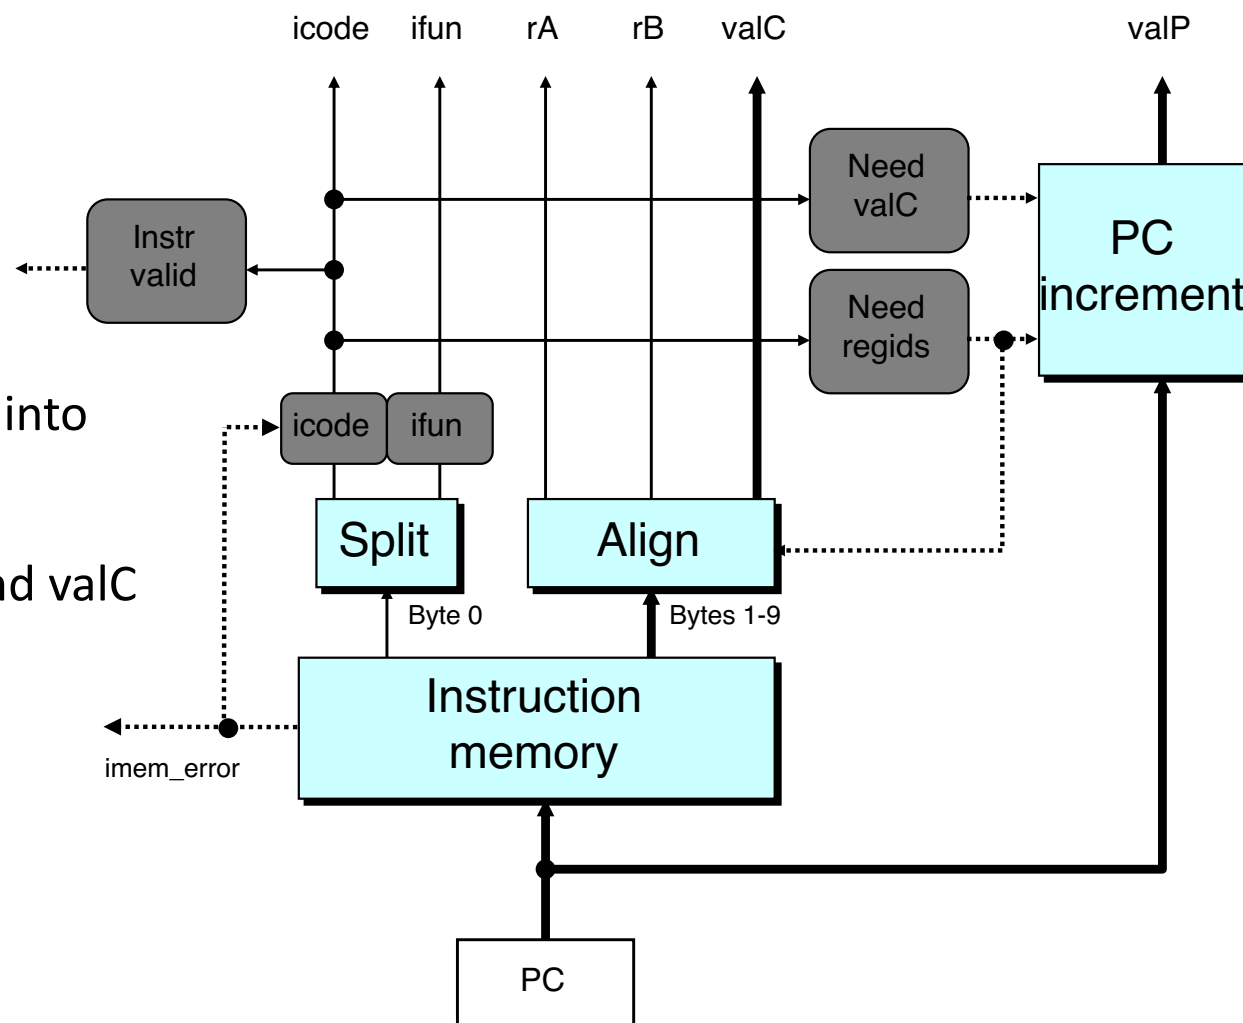 icode ifun rA rB valC valP
Need
valC
Instr
valid
PC
increment
Need
regids
into
icode ifun
Split
Align
nd valC
Byte 0
Bytes 1-9
Instruction
memory
imem_error
PC